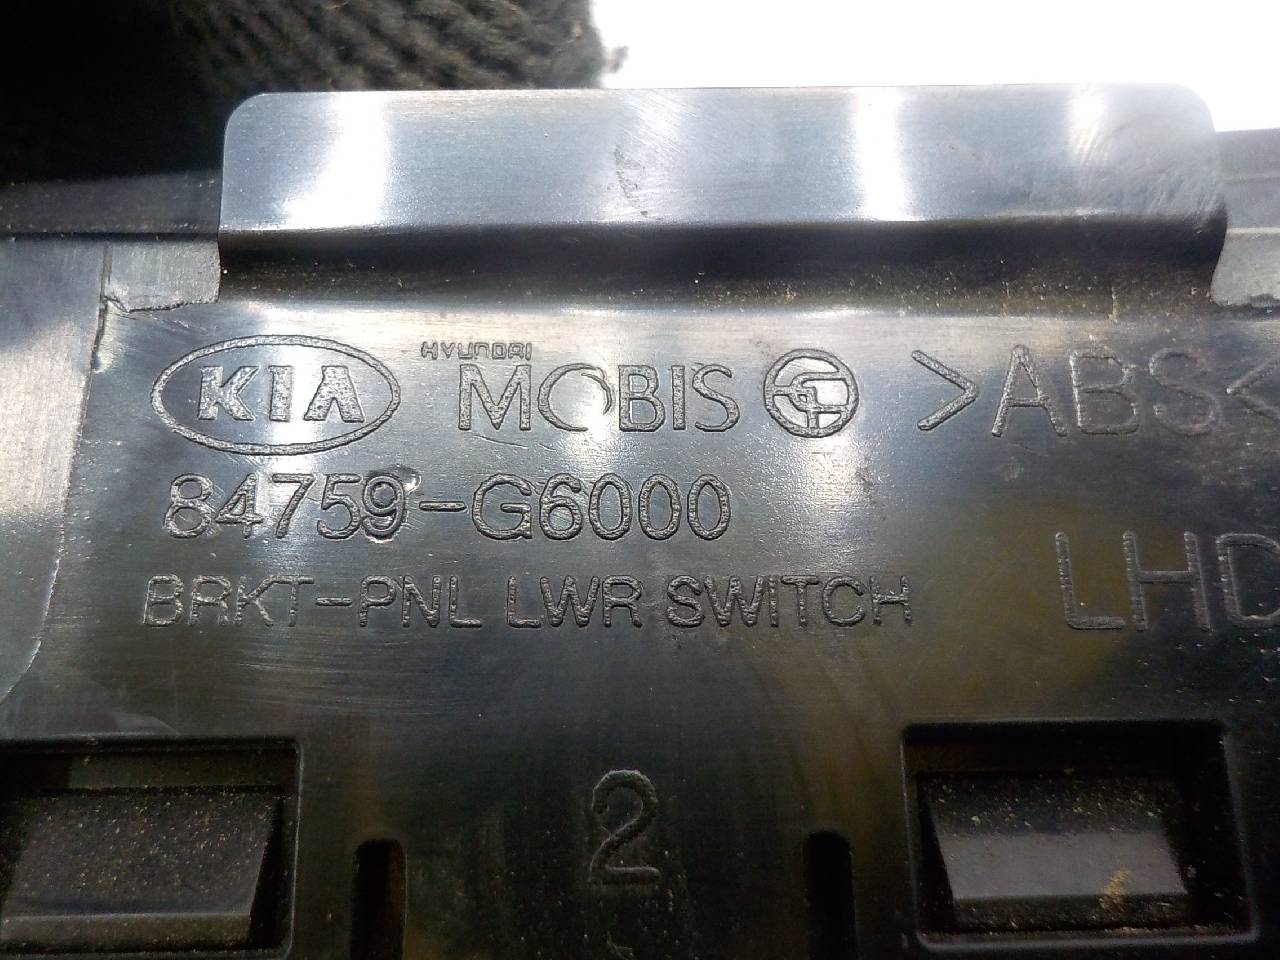 KIA HYUNDAI MOBIS >ABS<
84759-G6000
BRKT-PNL LWR SWITCH LHD
2